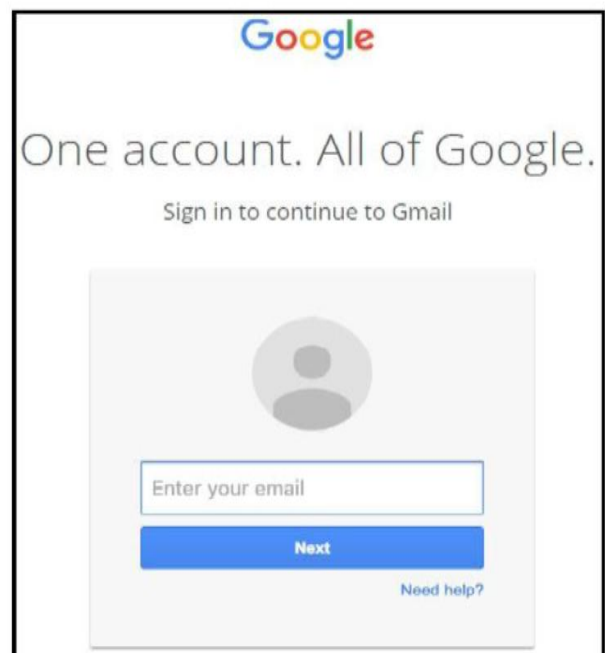 Google
One account. All of Google.
Sign in to continue to Gmail
Enter your email
Next
Need help?